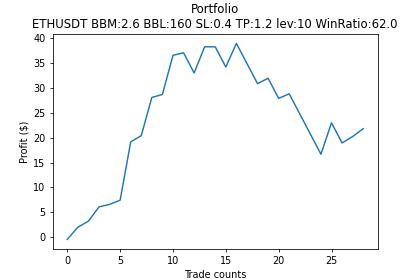 Portfolio
ETHUSDT BBM:2.6 BBL:160 SL:0.4 TP:1.2 lev:10 WinRatio:62.0
Profit ($)
40
35
30
25
20
15
10
5
0
0 5 10 15 20 25
Trade counts